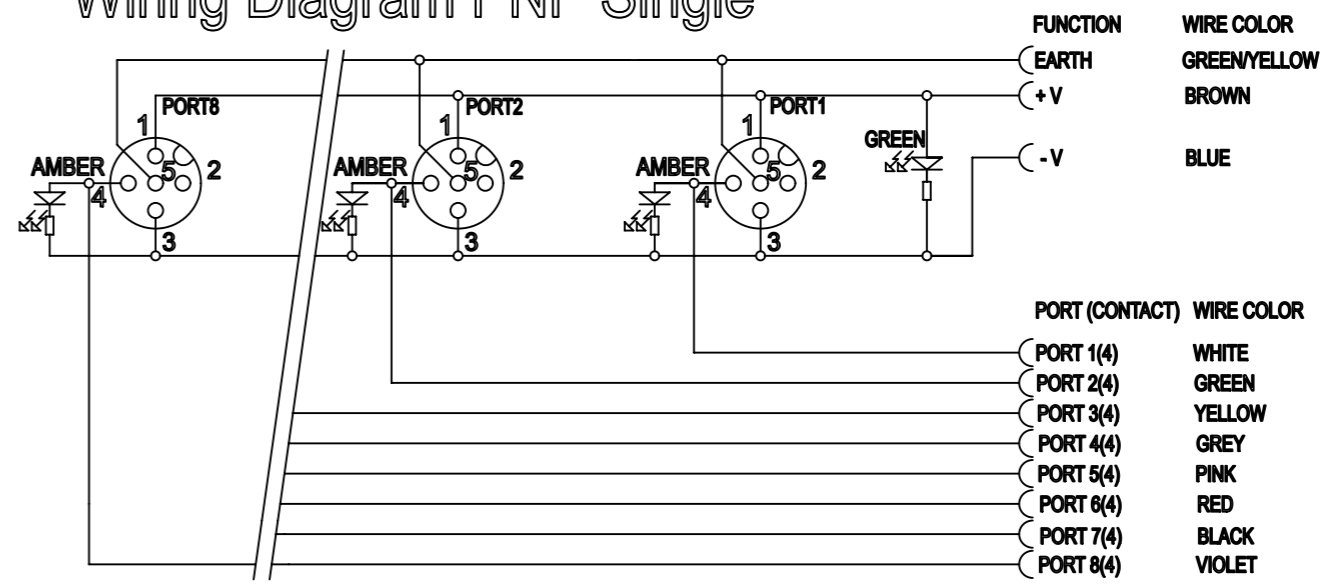 Wiring Diagram PNP Single
FUNCTION WIRE COLOR
EARTH GREEN/YELLOW
+ V BROWN
- V BLUE
PORT8 PORT2 PORT1
1 1 1
GREEN
AMBER 5 2 AMBER 5 2 AMBER 5 2
4 4 4
3 3 3
PORT (CONTACT) WIRE COLOR
PORT 1(4) WHITE
PORT 2(4) GREEN
PORT 3(4) YELLOW
PORT 4(4) GREY
PORT 5(4) PINK
PORT 6(4) RED
PORT 7(4) BLACK
PORT 8(4) VIOLET